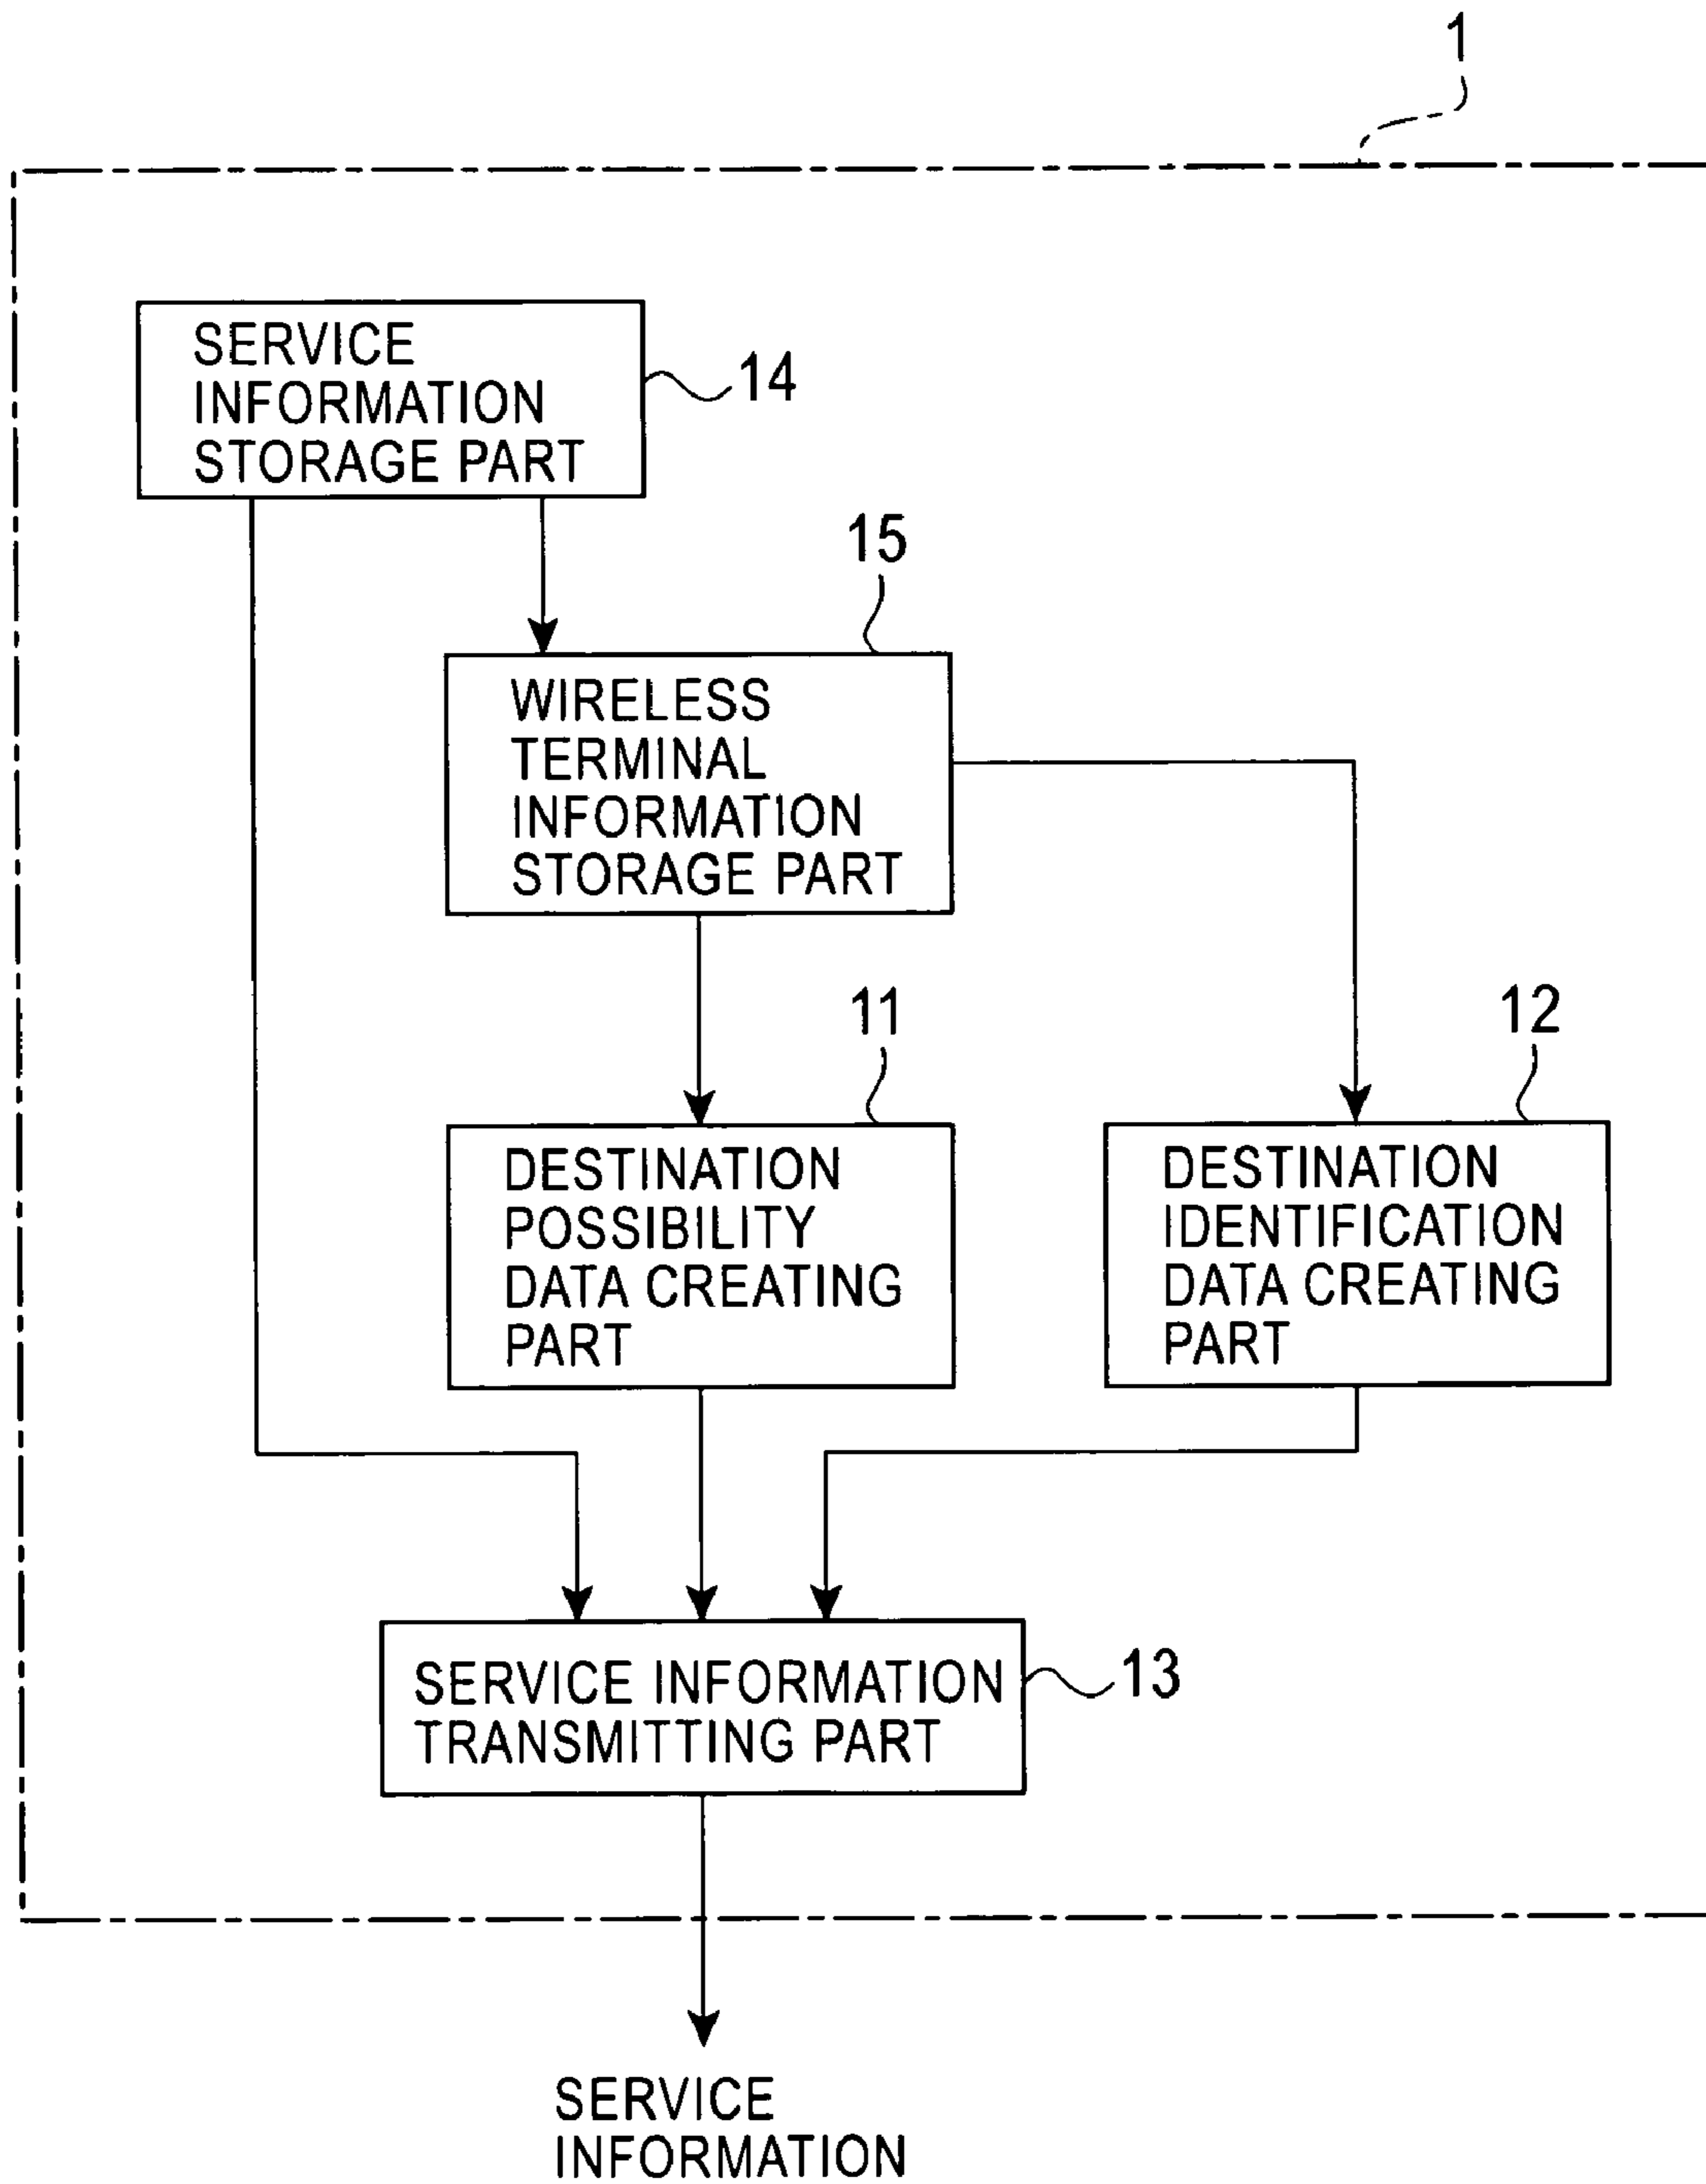 1
SERVICE
INFORMATION
STORAGE PART
14
15
WIRELESS
TERMINAL
INFORMATION
STORAGE PART
11
12
DESTINATION
POSSIBILITY
DATA CREATING
PART
DESTINATION
IDENTIFICATION
DATA CREATING
PART
SERVICE INFORMATION
TRANSMITTING PART
13
SERVICE
INFORMATION